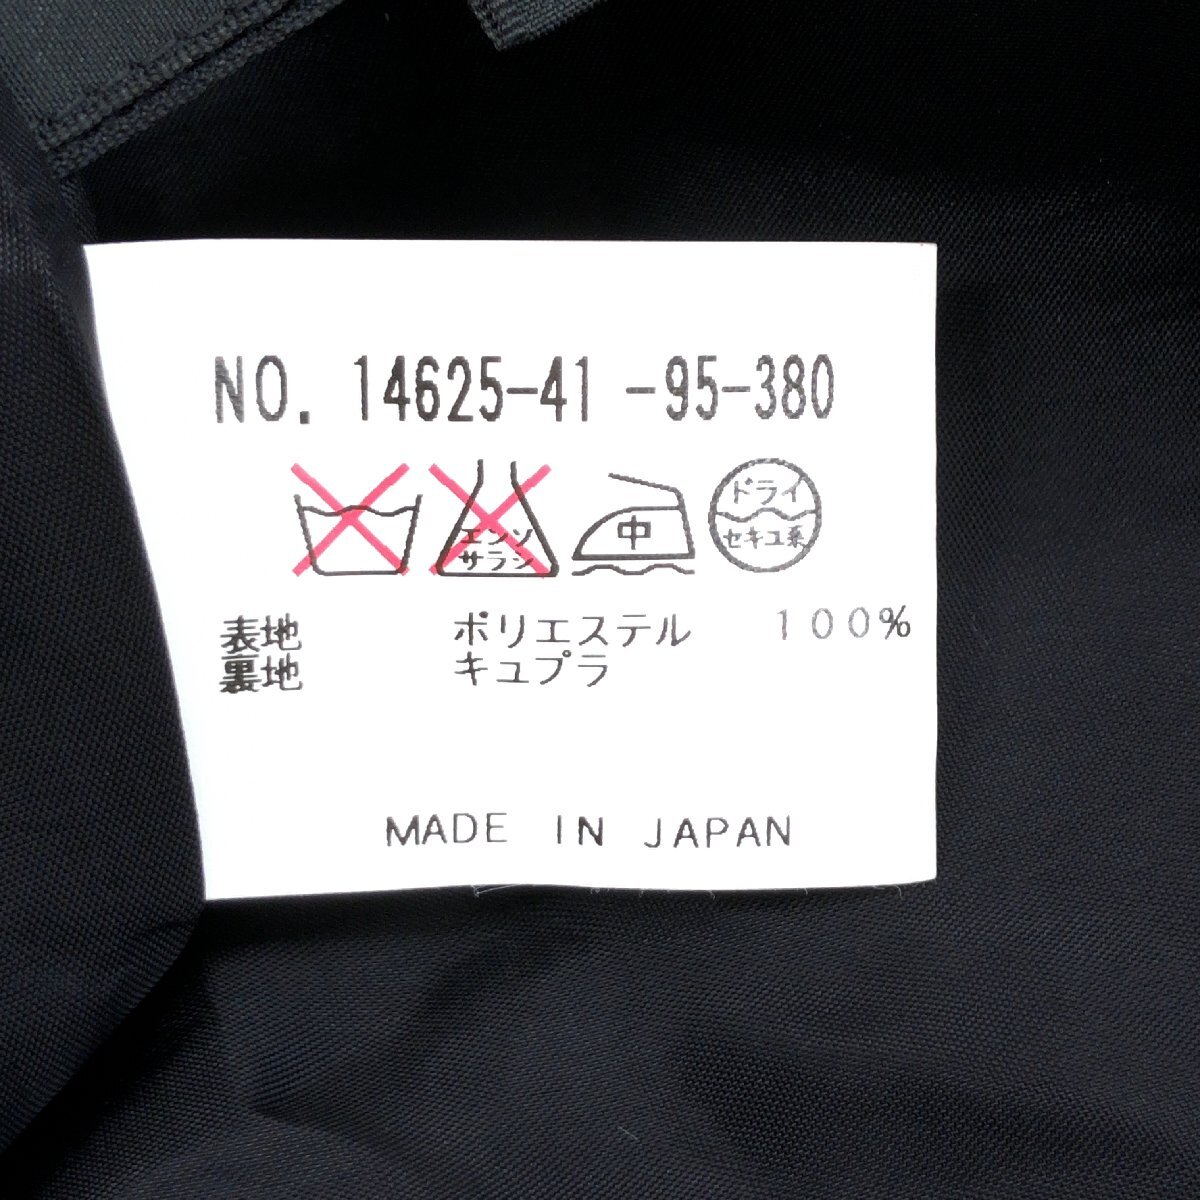 NO. 14625-41 -95-380
エンソ
サラシ
中
ドライ
セキユ系
表地 ポリエステル 100%
裏地 キュプラ
MADE IN JAPAN